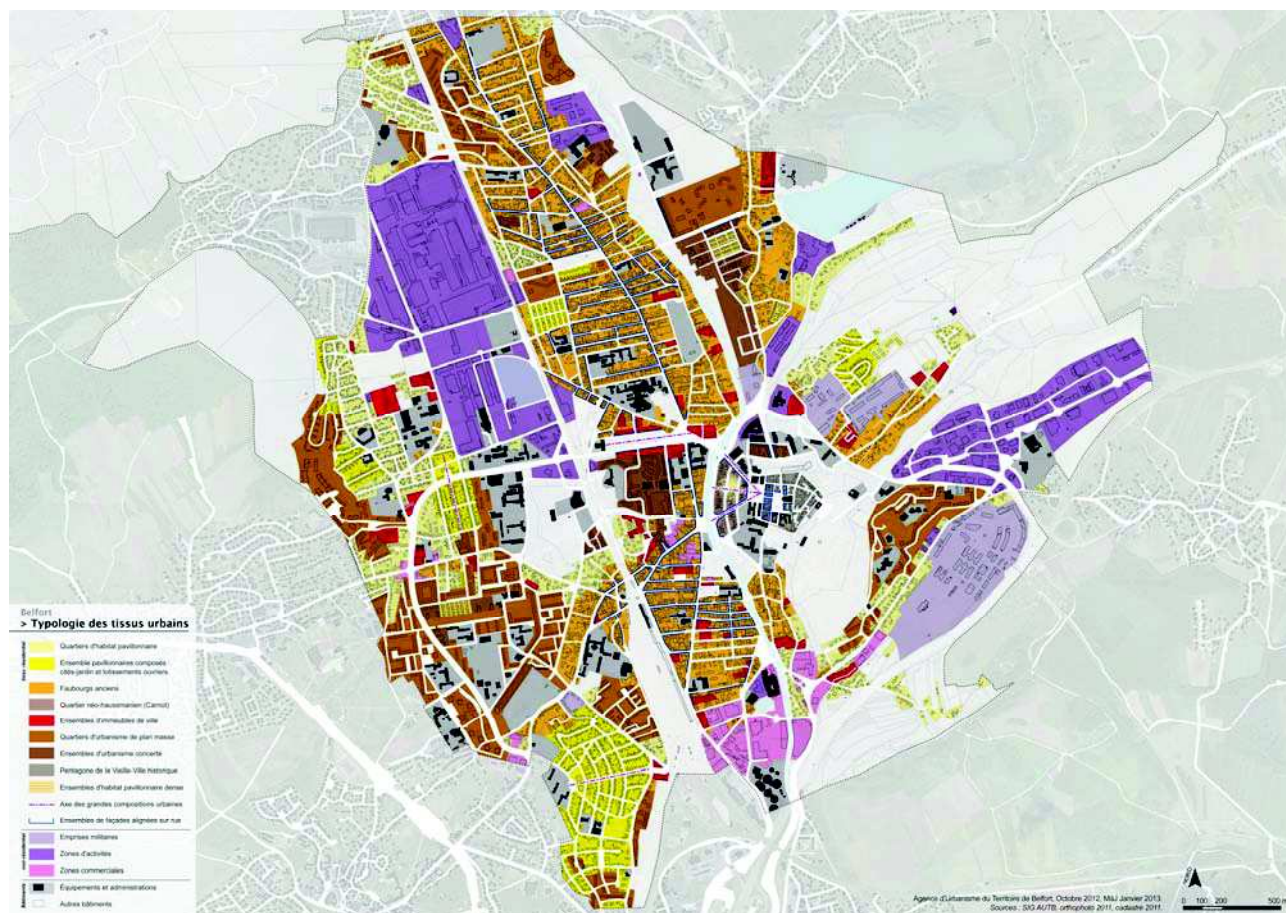 Belfort
> Typologie des tissus urbains
Quartiers d'habitat pavillonnaire
Ensemble pavillonnaires composés
cités-jardin et lotissements ouvriers
Faubourgs anciens
Quartier néo-haussmanien (Carnot)
Ensembles d'immeubles de ville
Quartiers d'urbanisme de plan masse
Ensembles d'urbanisme concerté
Pentagone de la Vieille-Ville historique
Ensembles d'habitat pavillonnaire dense
Axe des grandes compositions urbaines
Ensembles de façades alignées sur rue
Emprises militaires
Zones d'activités
Zones commerciales
Équipements et administrations
Autres bâtiments
non-résidentiel
Bâtiments
NORD
0 100 200 500
Agence d'Urbanisme du Territoire de Belfort, Octobre 2012, MàJ Janvier 2013.
Sources : SIG AUTB, orthophoto 2011, cadastre 2011.